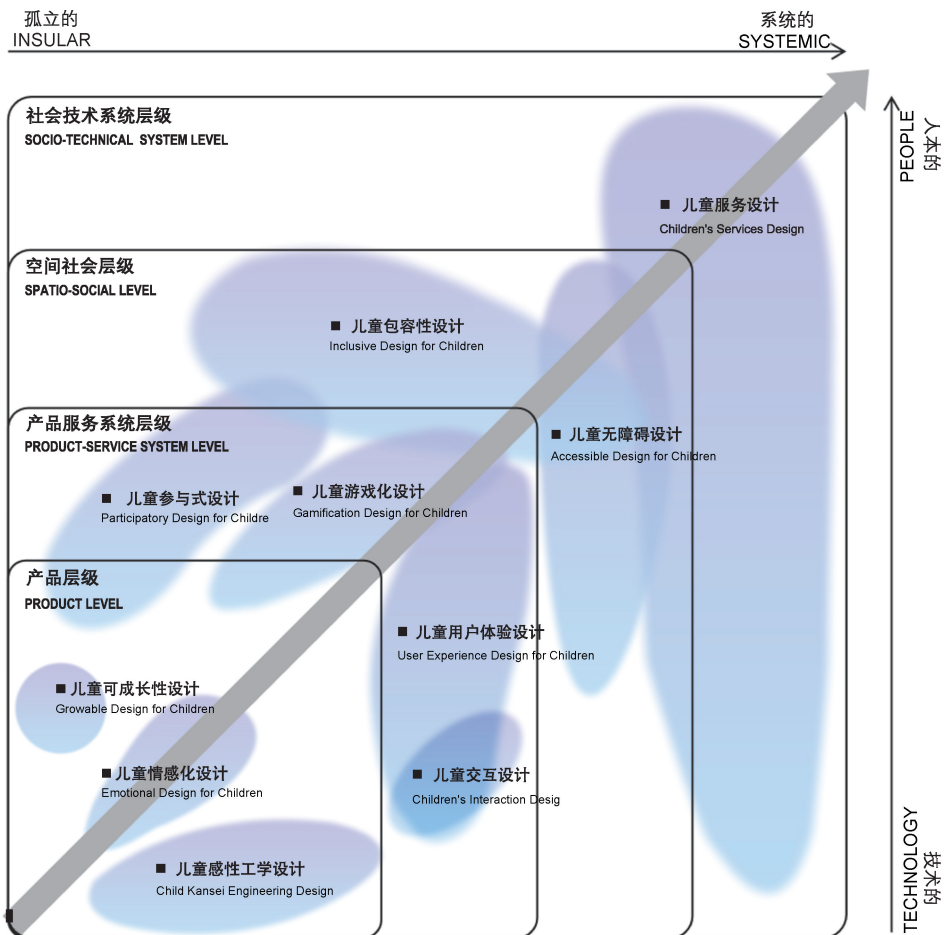 孤立的
INSULAR
系统的
SYSTEMIC
社会技术系统层级
SOCIO-TECHNICAL SYSTEM LEVEL
人本的
PEOPLE
儿童服务设计
Children's Services Design
空间社会层级
SPATIO-SOCIAL LEVEL
儿童包容性设计
Inclusive Design for Children
产品服务系统层级
PRODUCT-SERVICE SYSTEM LEVEL
儿童无障碍设计
Accessible Design for Children
儿童参与式设计
Participatory Design for Childre
儿童游戏化设计
Gamification Design for Children
产品层级
PRODUCT LEVEL
儿童用户体验设计
User Experience Design for Children
儿童可成长性设计
Growable Design for Children
儿童情感化设计
Emotional Design for Children
儿童交互设计
Children's Interaction Desig
儿童感性工学设计
Child Kansei Engineering Design
技术的
TECHNOLOGY